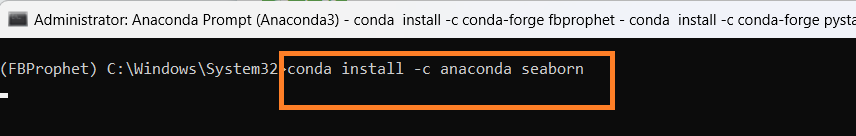 Administrator: Anaconda Prompt (Anaconda3) - conda  install -c conda-forge fbprophet - conda  install -c conda-forge pysta
(FBProphet) C:\Windows\System32>conda install -c anaconda seaborn